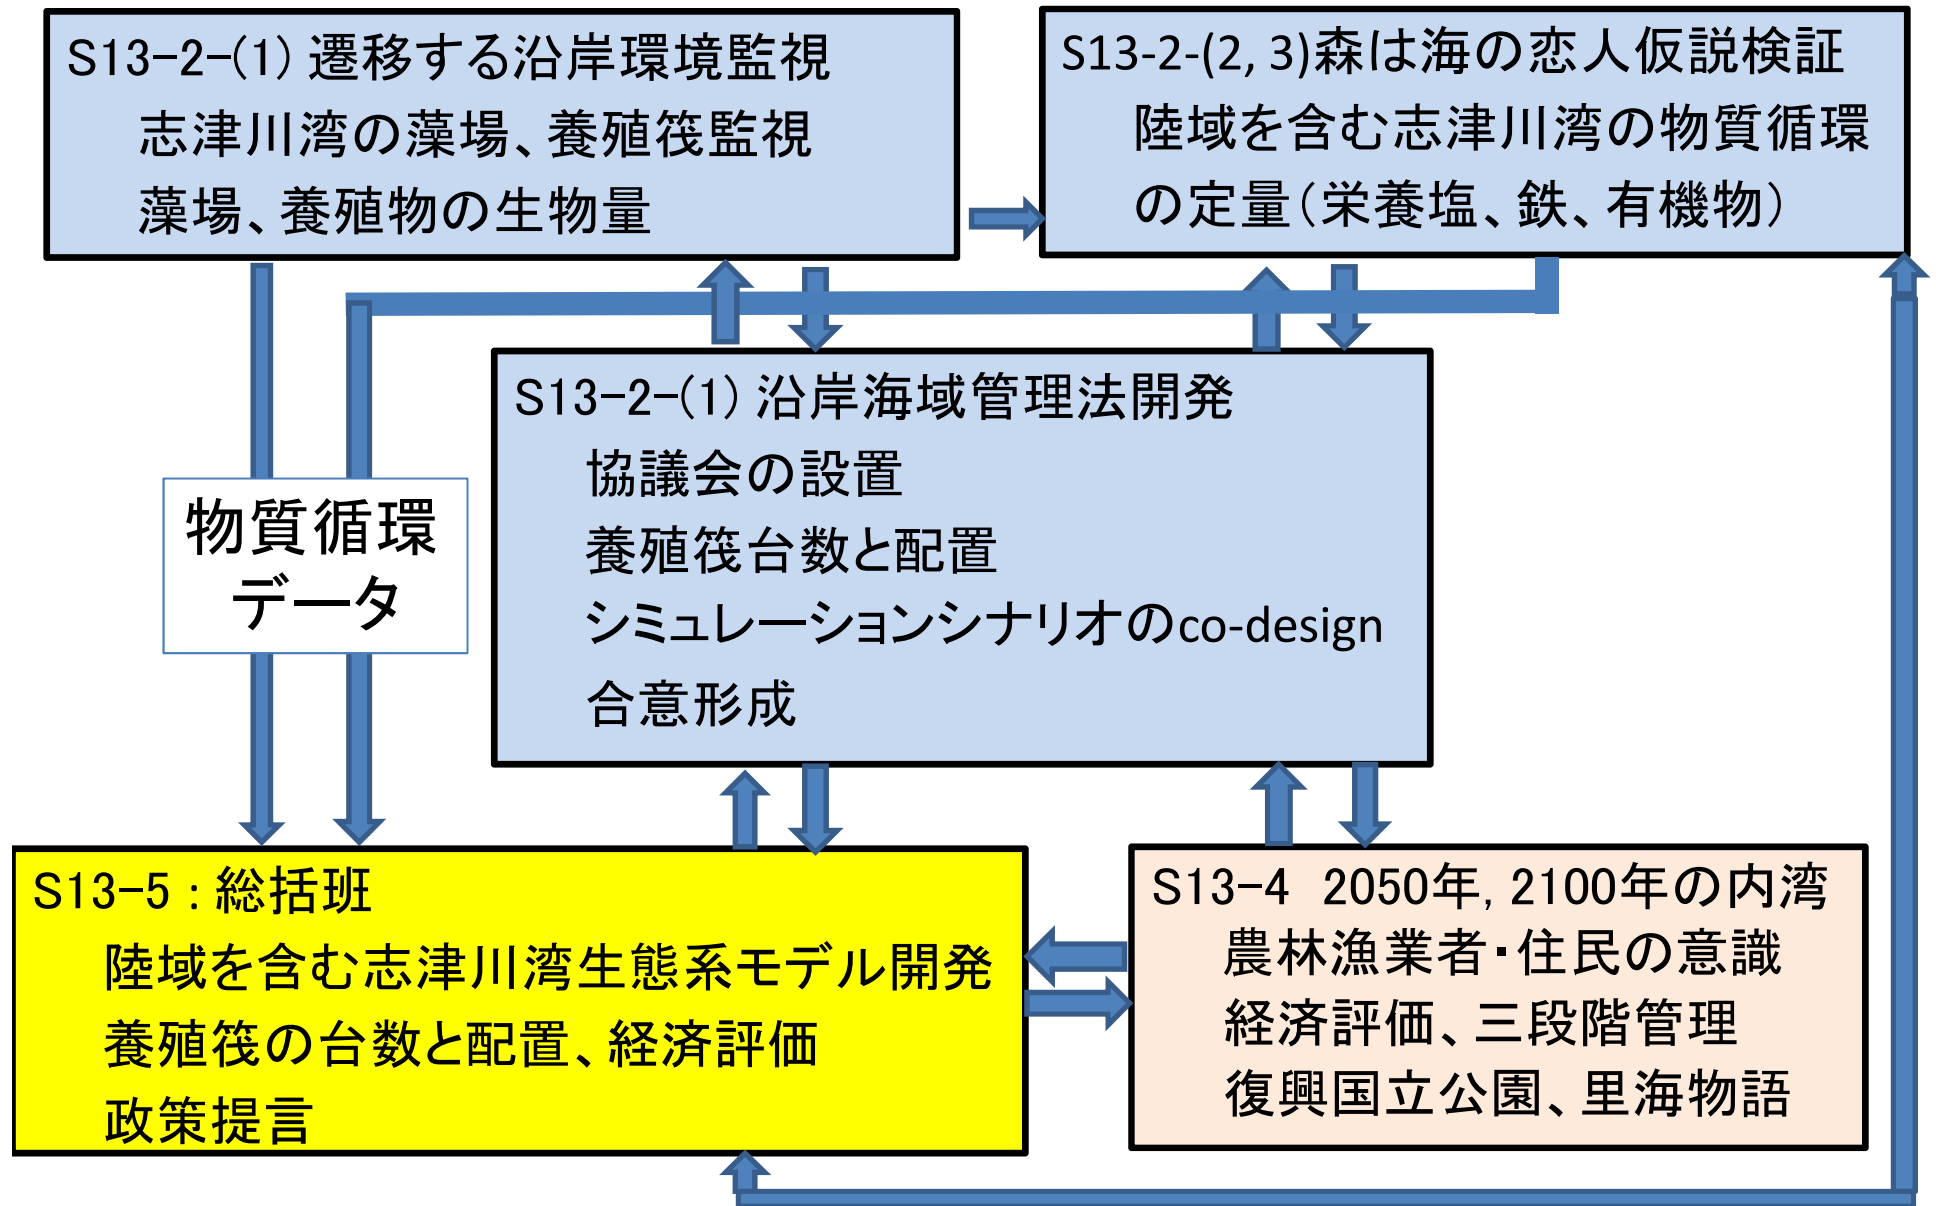 S13-2-(1) 遷移する沿岸環境監視
志津川湾の藻場、養殖筏監視
藻場、養殖物の生物量
S13-2-(2, 3)森は海の恋人仮説検証
陸域を含む志津川湾の物質循環
の定量(栄養塩、鉄、有機物)
S13-2-(1) 沿岸海域管理法開発
協議会の設置
養殖筏台数と配置
シミュレーションシナリオのco-design
合意形成
物質循環
データ
S13-5 : 総括班
陸域を含む志津川湾生態系モデル開発
養殖筏の台数と配置、経済評価
政策提言
S13-4 2050年, 2100年の内湾
農林漁業者・住民の意識
経済評価、三段階管理
復興国立公園、里海物語